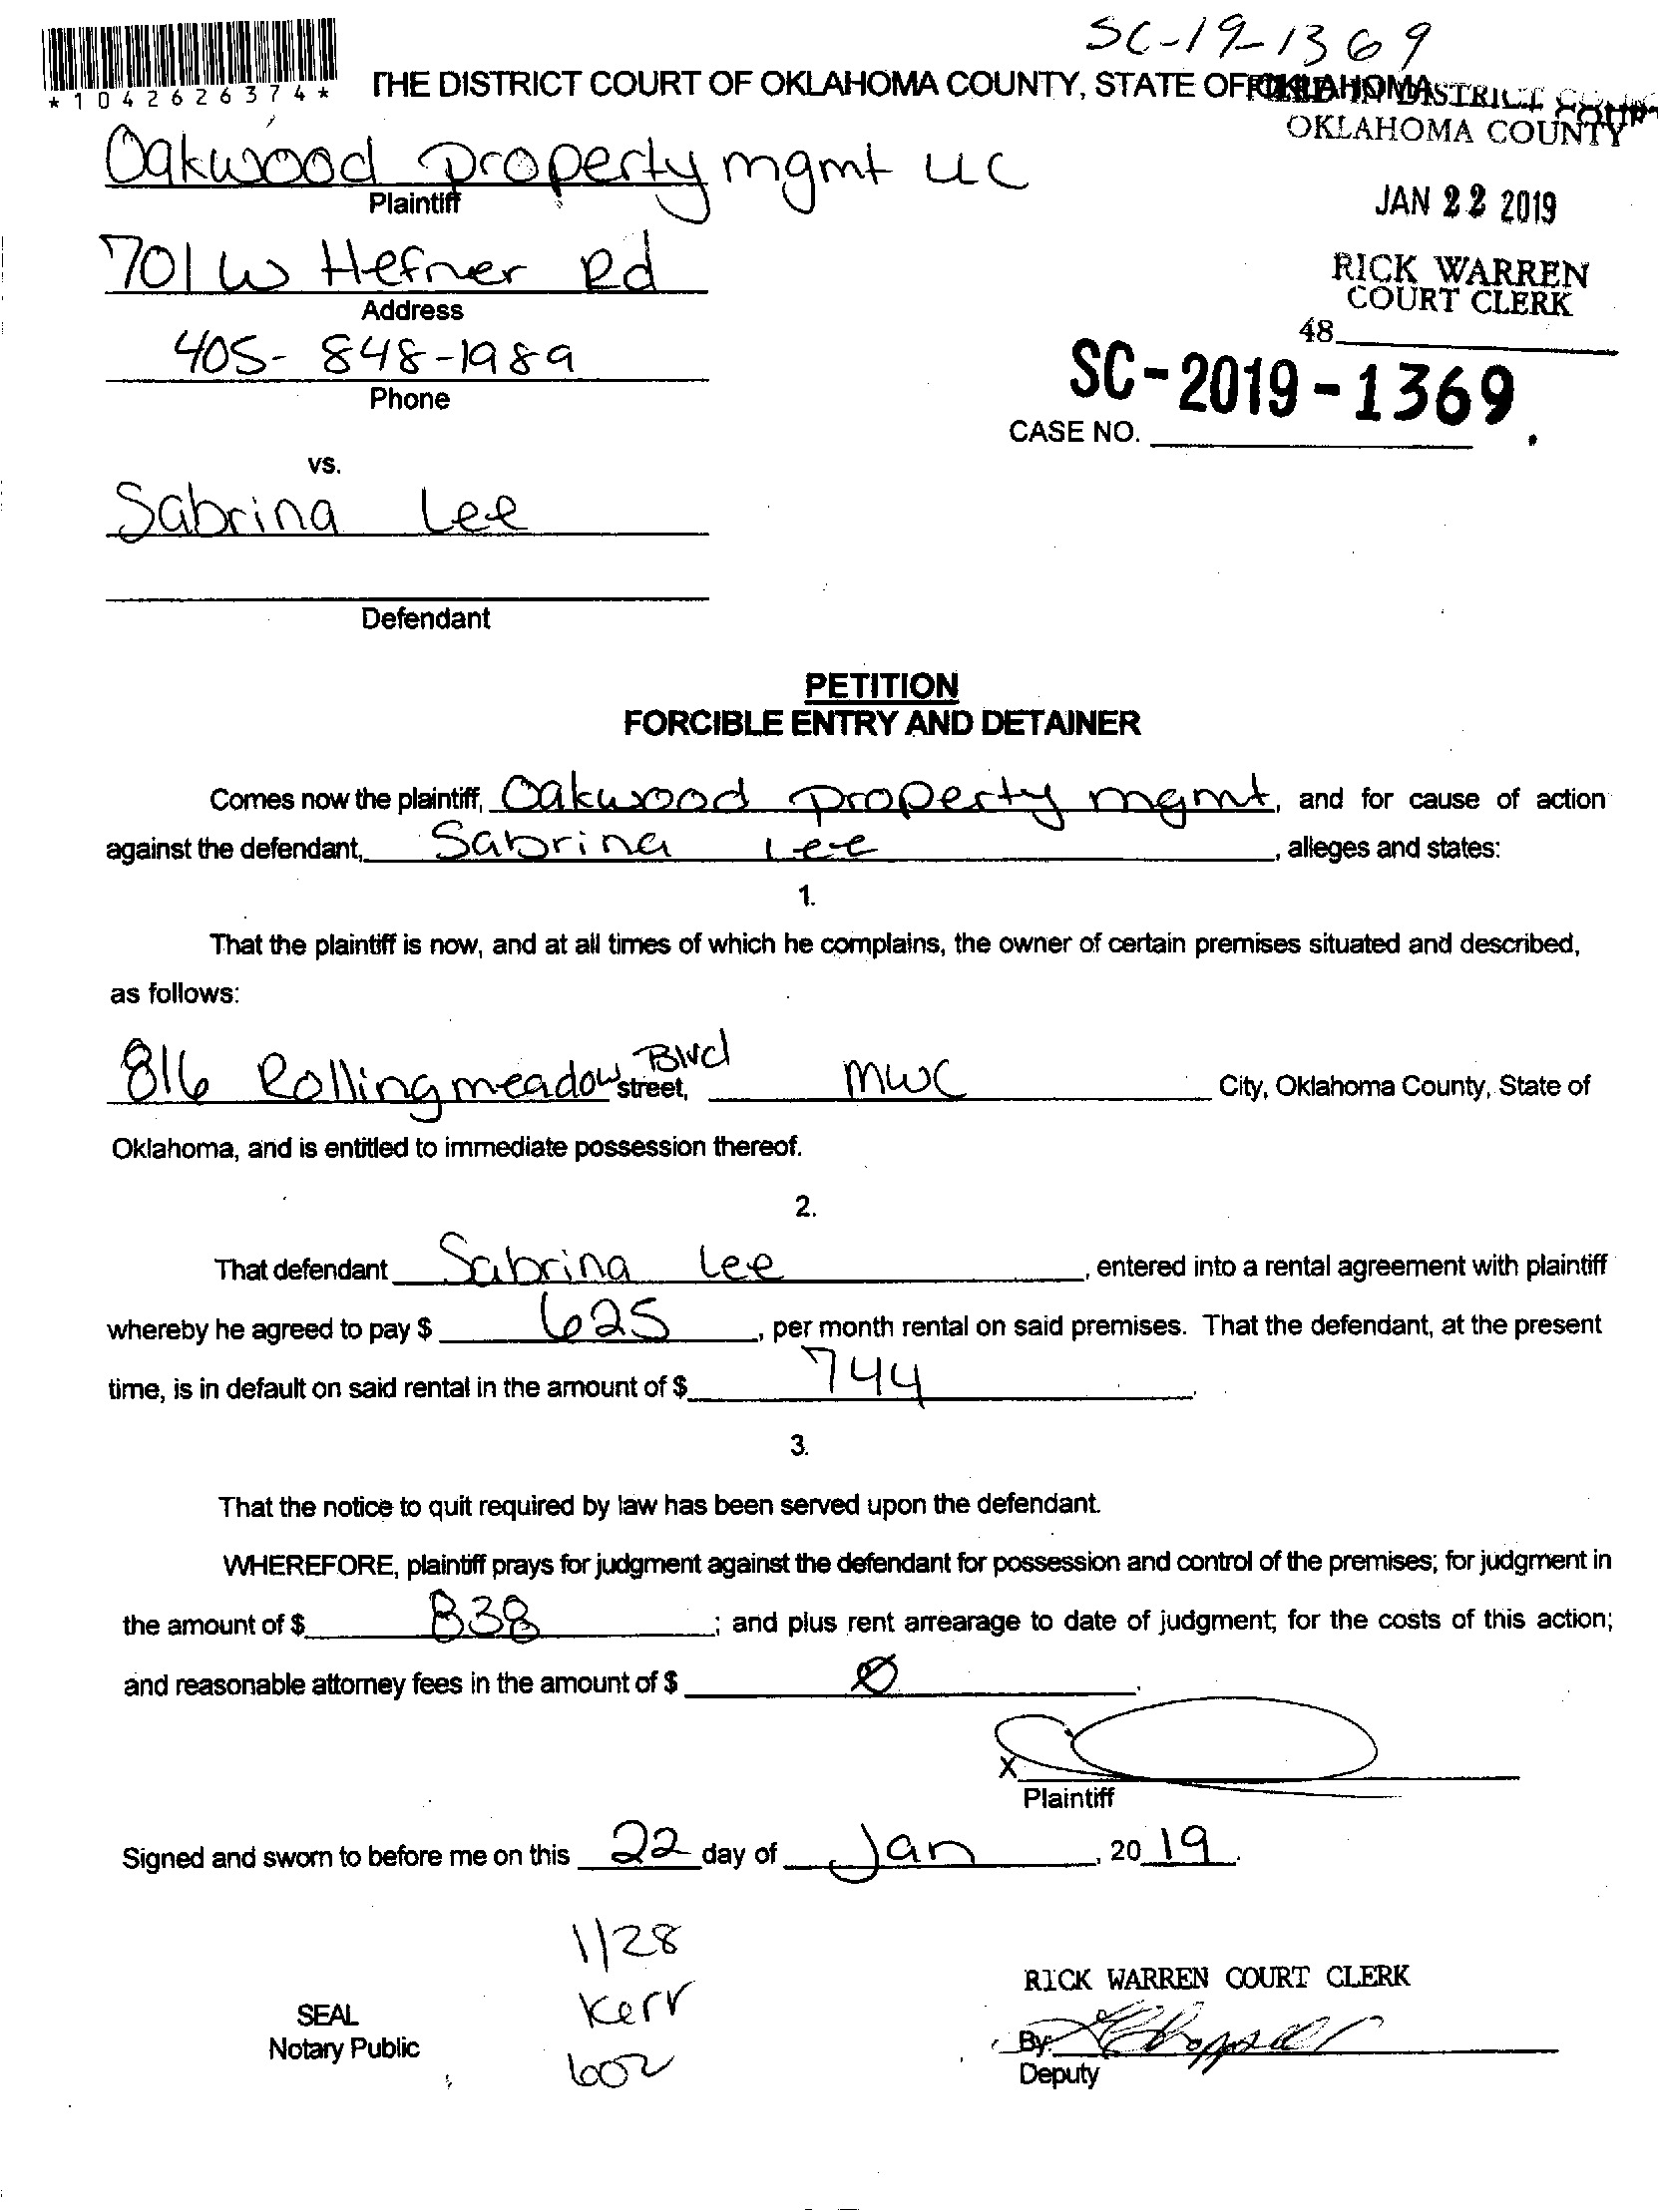 SC-19-1369
*1042626374*
THE DISTRICT COURT OF OKLAHOMA COUNTY, STATE OF OKLAHOMA
FILED IN DISTRICT COURT
OKLAHOMA COUNTY
Oakwood property mgmt LLC
Plaintiff
JAN 22 2019
701 W Hefner Rd
Address
RICK WARREN
COURT CLERK
48
405-848-1989
Phone
SC-2019-1369
CASE NO.
vs.
Sabrina Lee
Defendant
PETITION
FORCIBLE ENTRY AND DETAINER
Comes now the plaintiff, Oakwood property mgmt, and for cause of action
against the defendant, Sabrina Lee, alleges and states:
1.
That the plaintiff is now, and at all times of which he complains, the owner of certain premises situated and described,
as follows:
816 Rolling meadow Blvd street, MWC City, Oklahoma County, State of
Oklahoma, and is entitled to immediate possession thereof.
2.
That defendant Sabrina Lee, entered into a rental agreement with plaintiff
whereby he agreed to pay $ 625, per month rental on said premises. That the defendant, at the present
time, is in default on said rental in the amount of $ 744.
3.
That the notice to quit required by law has been served upon the defendant.
WHEREFORE, plaintiff prays for judgment against the defendant for possession and control of the premises; for judgment in
the amount of $ 838; and plus rent arrearage to date of judgment; for the costs of this action;
and reasonable attorney fees in the amount of $ 0.
X
Plaintiff
Signed and sworn to before me on this 22 day of Jan, 2019.
1/28
Kerr
602
SEAL
Notary Public
RICK WARREN COURT CLERK
By:
Deputy